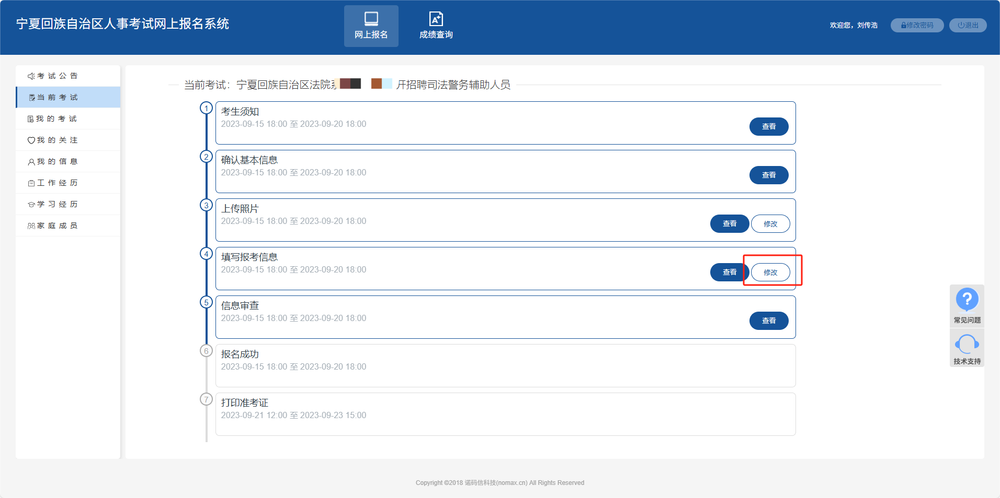 宁夏回族自治区人事考试网上报名系统
网上报名
成绩查询
欢迎您，刘传浩
修改密码
退出
考试公告
当前考试
我的考试
我的关注
我的信息
工作经历
学习经历
家庭成员
当前考试：宁夏回族自治区法院 开招聘司法警务辅助人员
1
考生须知
2023-09-15 18:00 至 2023-09-20 18:00
查看
2
确认基本信息
2023-09-15 18:00 至 2023-09-20 18:00
查看
3
上传照片
2023-09-15 18:00 至 2023-09-20 18:00
查看
修改
4
填写报考信息
2023-09-15 18:00 至 2023-09-20 18:00
查看
修改
5
信息审查
2023-09-15 18:00 至 2023-09-20 18:00
查看
6
报名成功
2023-09-15 18:00 至 2023-09-20 18:00
7
打印准考证
2023-09-21 12:00 至 2023-09-23 15:00
?
常见问题
技术支持
Copyright ©2018 诺码信科技(nomax.cn) All Rights Reserved